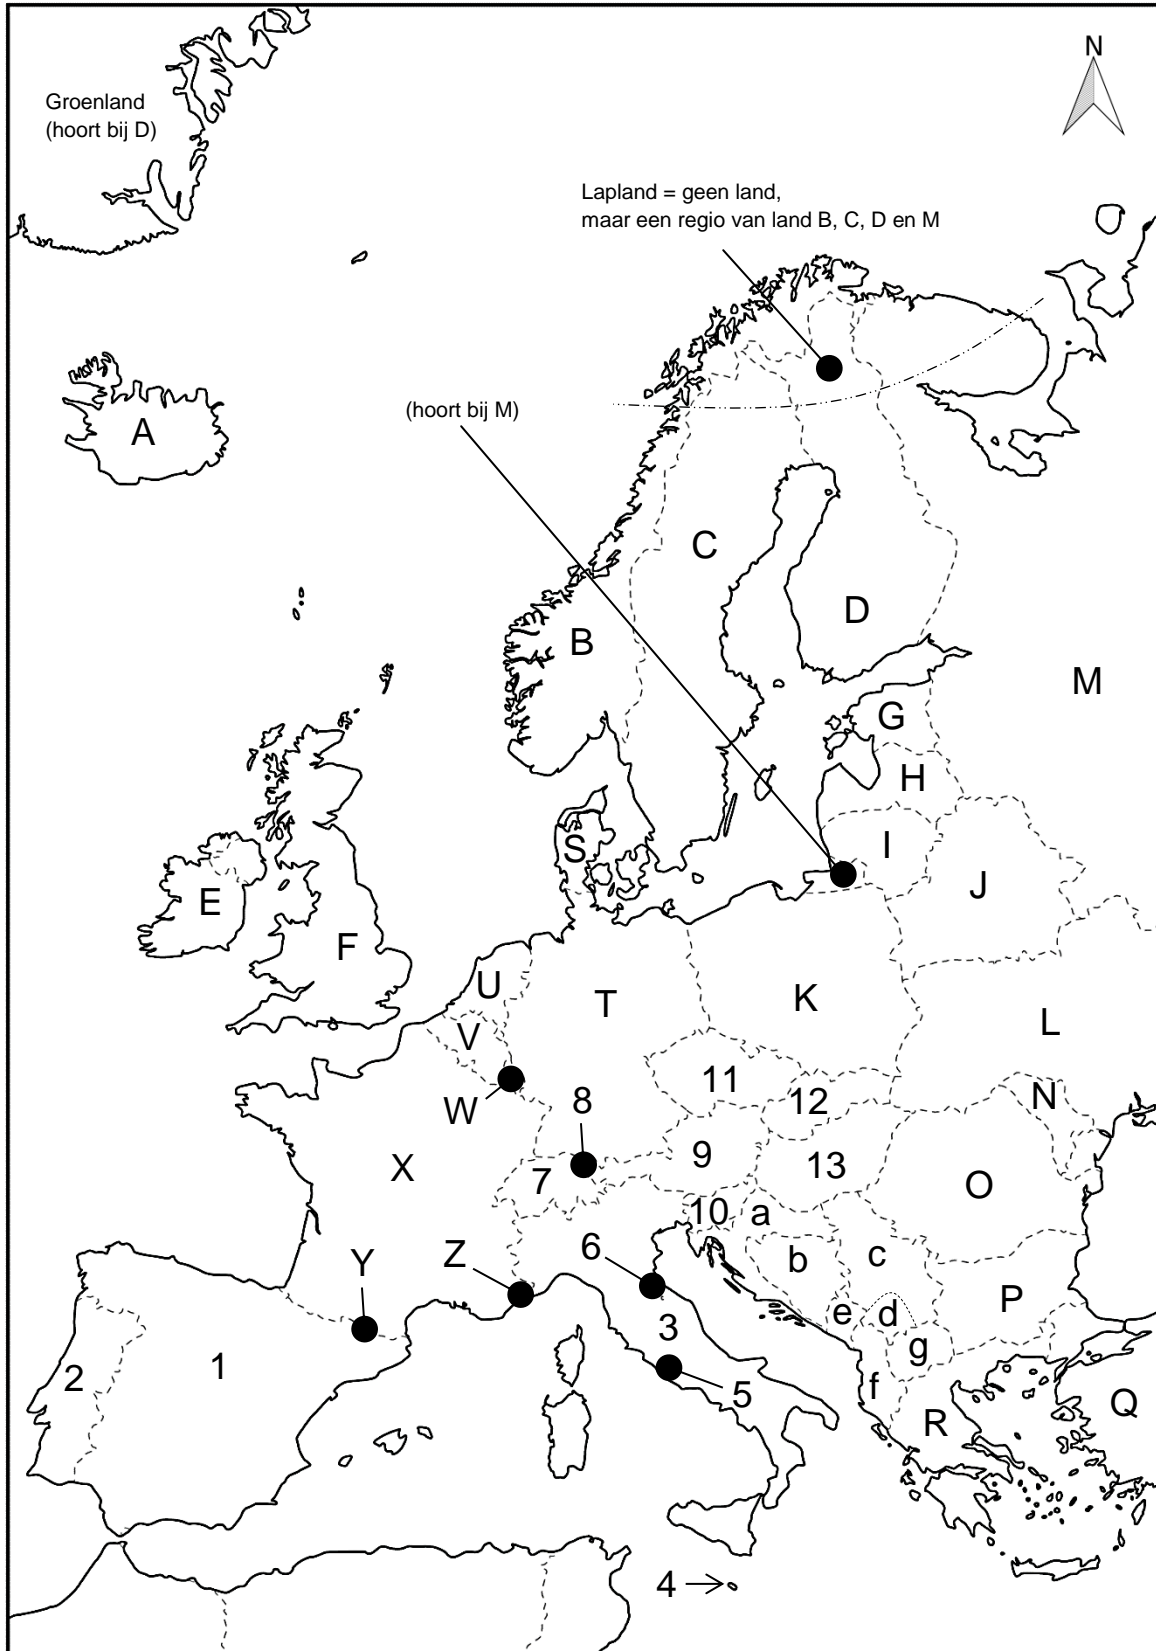 N
Groenland
(hoort bij D)
Lapland = geen land,
maar een regio van land B, C, D en M
(hoort bij M)
A
C
D
B
M
G
H
S
I
E
J
F
U
K
T
L
V
11
N
W
8
12
9
13
X
7
O
10
a
6
c
Y
Z
b
P
e
d
3
g
1
2
f
5
Q
R
4